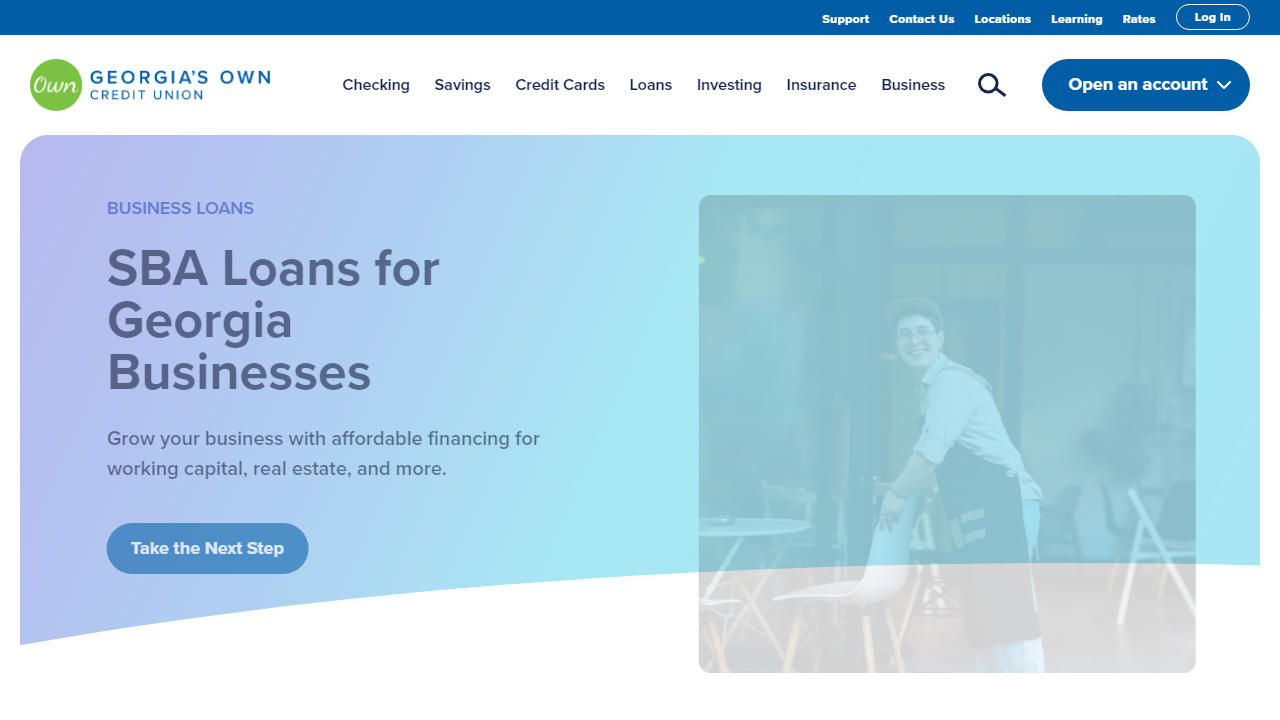 Support Contact Us Locations Learning Rates Log In
Own GEORGIA'S OWN
CREDIT UNION
Checking Savings Credit Cards Loans Investing Insurance Business Open an account
BUSINESS LOANS
SBA Loans for
Georgia
Businesses
Grow your business with affordable financing for
working capital, real estate, and more.
Take the Next Step